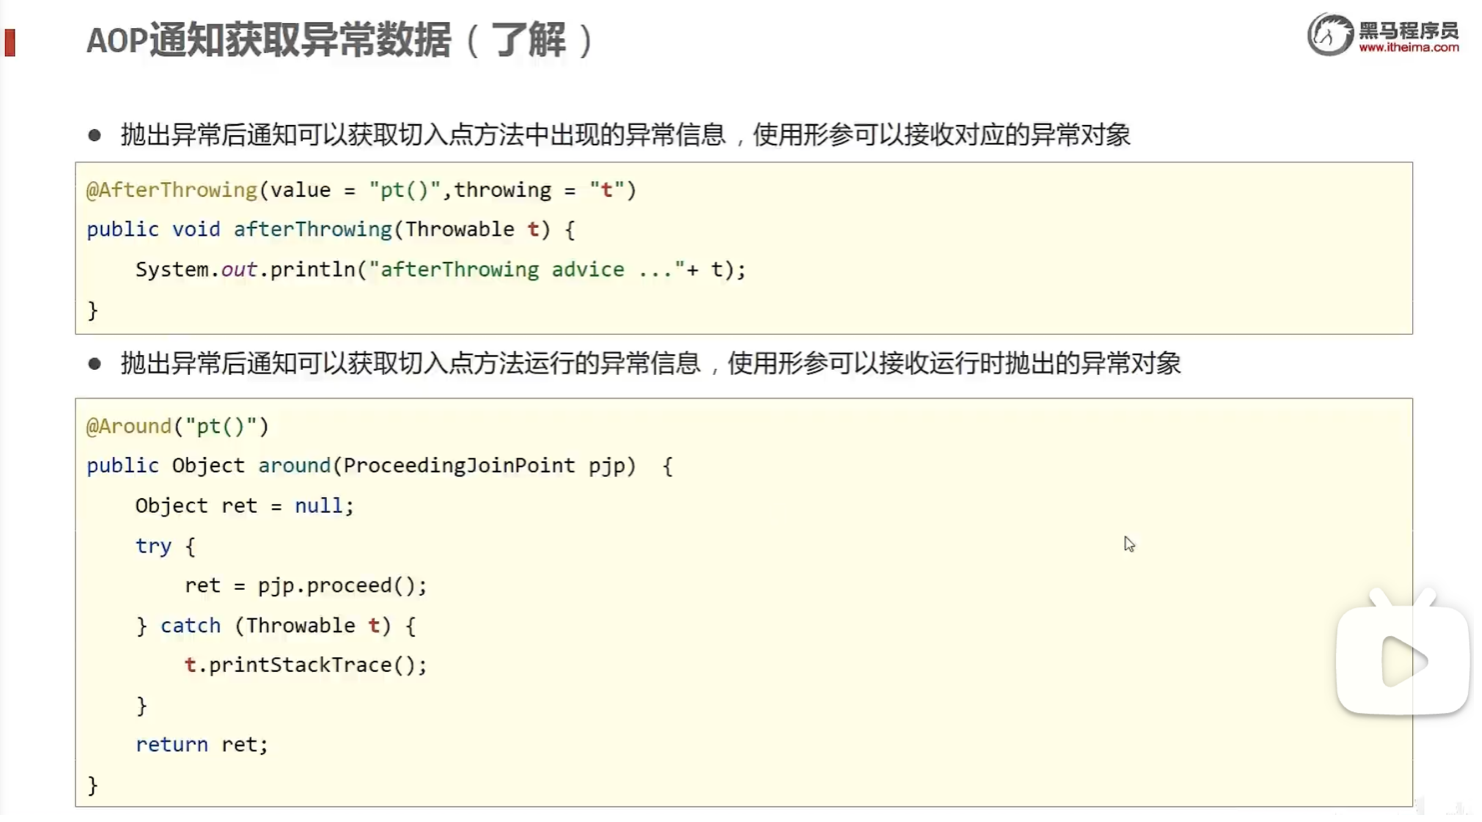 AOP通知获取异常数据（了解）
黑马程序员
www.itheima.com
● 抛出异常后通知可以获取切入点方法中出现的异常信息，使用形参可以接收对应的异常对象
@AfterThrowing(value = "pt()",throwing = "t")
public void afterThrowing(Throwable t) {
    System.out.println("afterThrowing advice ..."+ t);
}
● 抛出异常后通知可以获取切入点方法运行的异常信息，使用形参可以接收运行时抛出的异常对象
@Around("pt()")
public Object around(ProceedingJoinPoint pjp)  {
    Object ret = null;
    try {
        ret = pjp.proceed();
    } catch (Throwable t) {
        t.printStackTrace();
    }
    return ret;
}